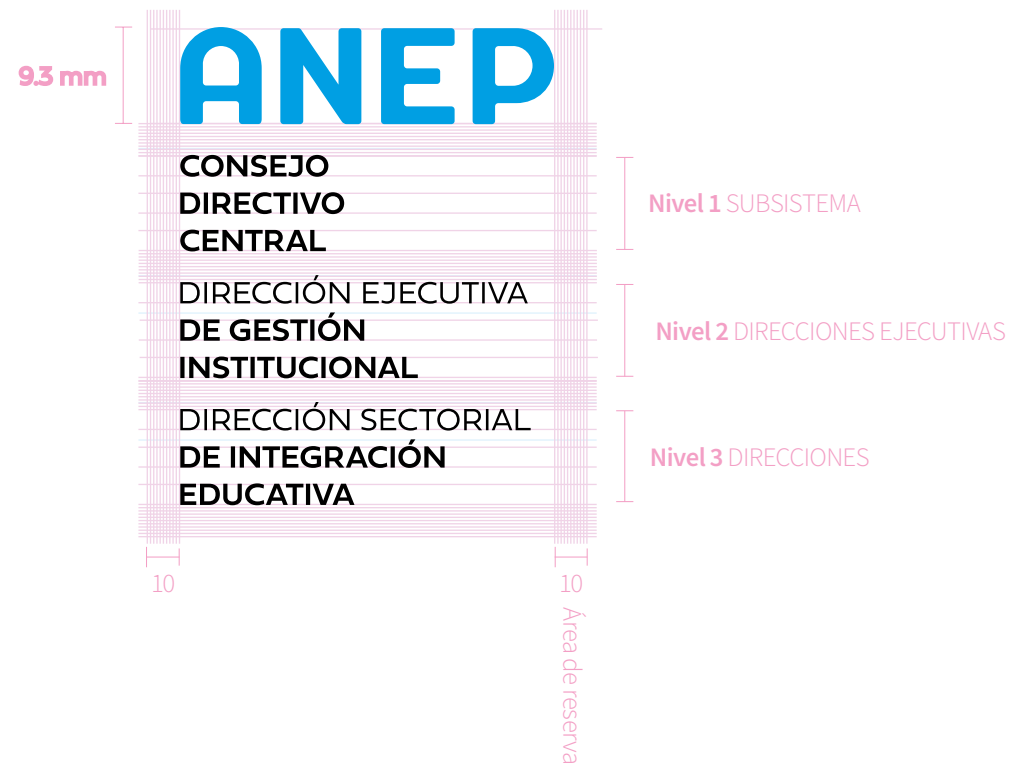 ANEP
9.3 mm
CONSEJO
DIRECTIVO
CENTRAL
Nivel 1 SUBSISTEMA
DIRECCIÓN EJECUTIVA
DE GESTIÓN
INSTITUCIONAL
Nivel 2 DIRECCIONES EJECUTIVAS
DIRECCIÓN SECTORIAL
DE INTEGRACIÓN
EDUCATIVA
Nivel 3 DIRECCIONES
10
10
Área de reserva